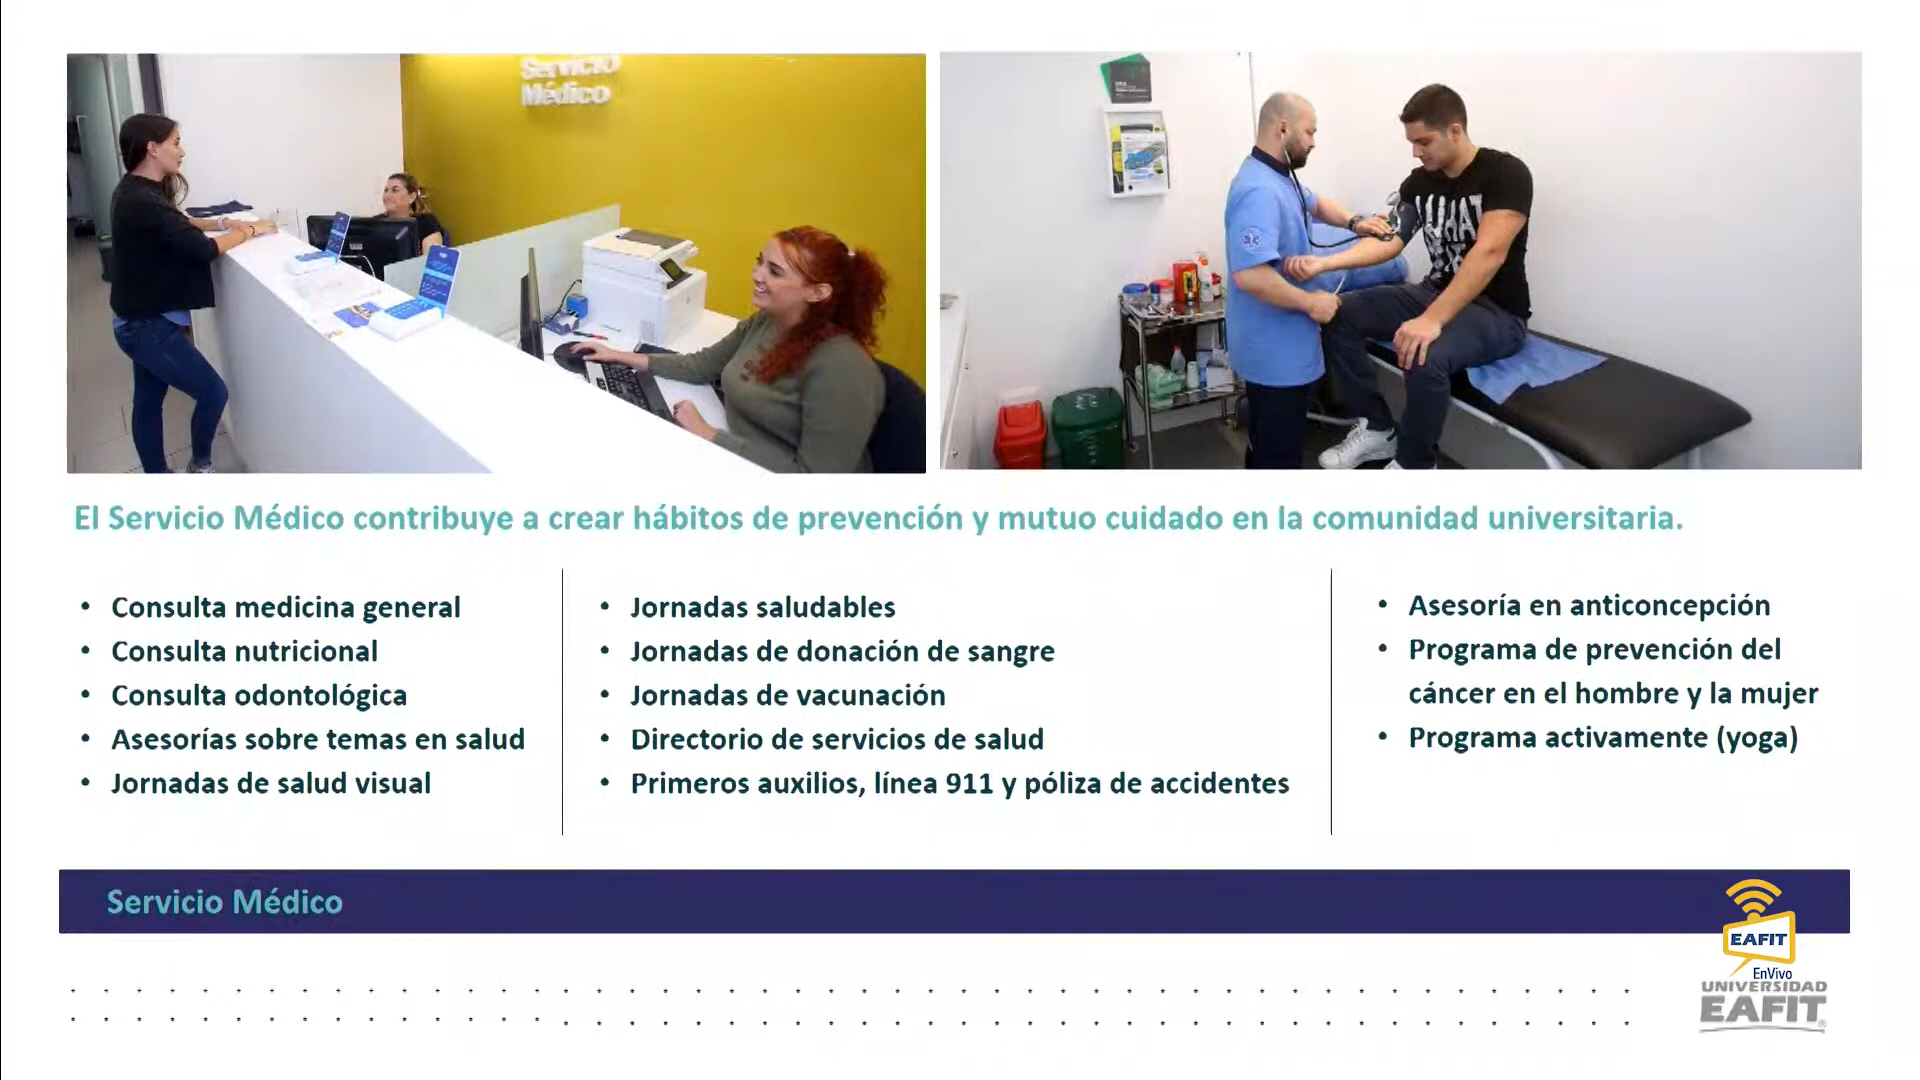 Servicio
Médico
WHAT
El Servicio Médico contribuye a crear hábitos de prevención y mutuo cuidado en la comunidad universitaria.
• Consulta medicina general
• Consulta nutricional
• Consulta odontológica
• Asesorías sobre temas en salud
• Jornadas de salud visual
• Jornadas saludables
• Jornadas de donación de sangre
• Jornadas de vacunación
• Directorio de servicios de salud
• Primeros auxilios, línea 911 y póliza de accidentes
• Asesoría en anticoncepción
• Programa de prevención del
cáncer en el hombre y la mujer
• Programa activamente (yoga)
Servicio Médico
EAFIT
EnVivo
UNIVERSIDAD
EAFIT®